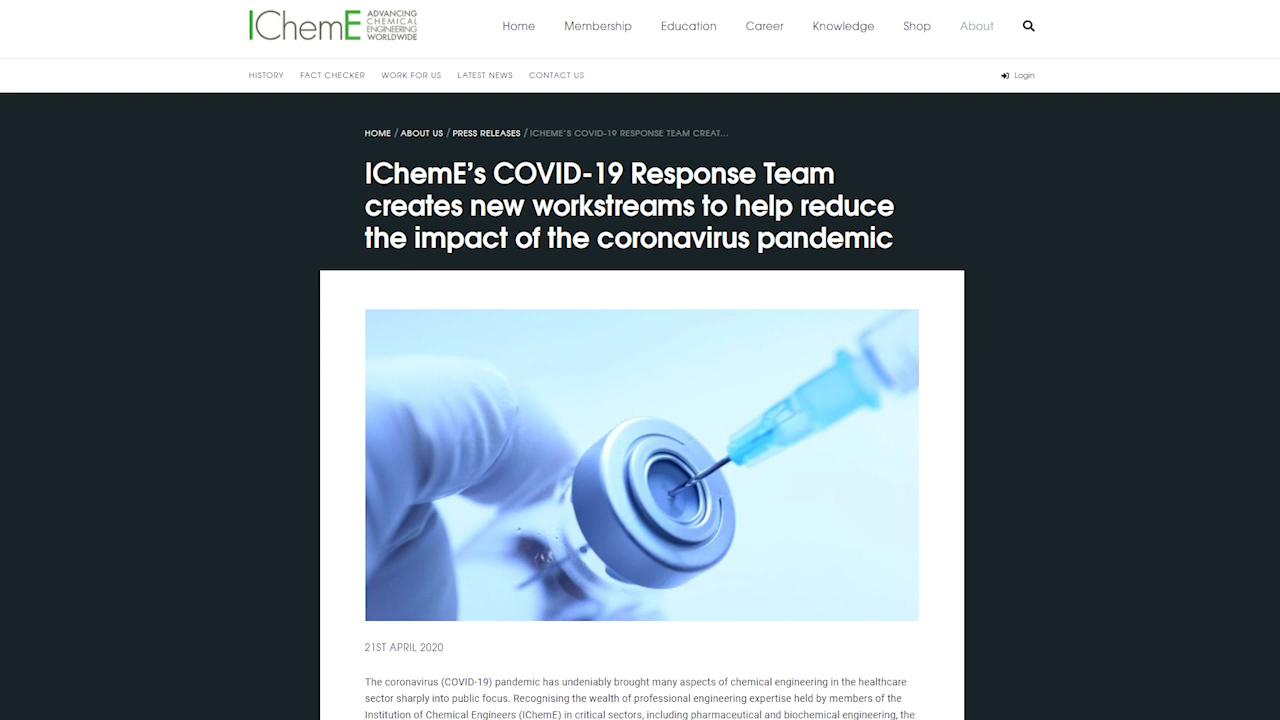 IChemE ADVANCING
CHEMICAL
ENGINEERING
WORLDWIDE
Home Membership Education Career Knowledge Shop About
HISTORY FACT CHECKER WORK FOR US LATEST NEWS CONTACT US Login
HOME / ABOUT US / PRESS RELEASES / ICHEME'S COVID-19 RESPONSE TEAM CREAT...
IChemE’s COVID-19 Response Team
creates new workstreams to help reduce
the impact of the coronavirus pandemic
21ST APRIL 2020
The coronavirus (COVID-19) pandemic has undeniably brought many aspects of chemical engineering in the healthcare
sector sharply into public focus. Recognising the wealth of professional engineering expertise held by members of the
Institution of Chemical Engineers (IChemE) in critical sectors, including pharmaceutical and biochemical engineering, the